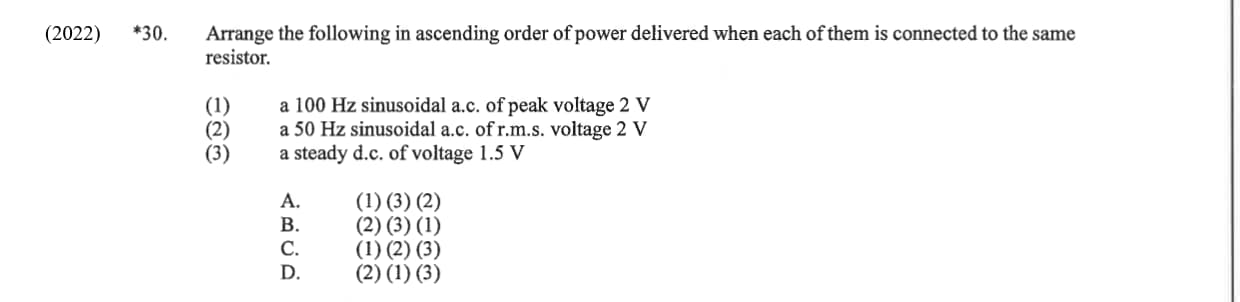 (2022) *30. Arrange the following in ascending order of power delivered when each of them is connected to the same
resistor.
(1) a 100 Hz sinusoidal a.c. of peak voltage 2 V
(2) a 50 Hz sinusoidal a.c. of r.m.s. voltage 2 V
(3) a steady d.c. of voltage 1.5 V
A. (1) (3) (2)
B. (2) (3) (1)
C. (1) (2) (3)
D. (2) (1) (3)